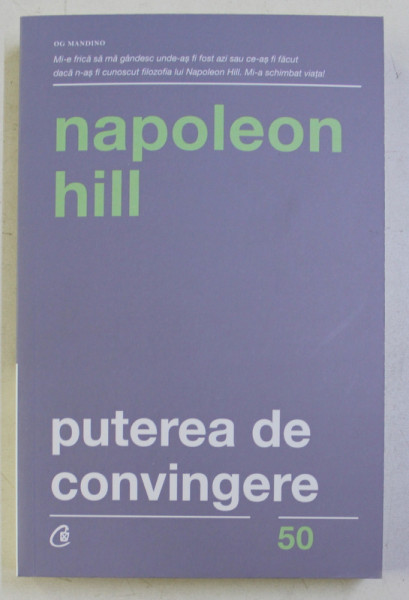 OG MANDINO
Mi-e frică să mă gândesc unde-aș fi fost azi sau ce-aș fi făcut
dacă n-aș fi cunoscut filozofia lui Napoleon Hill. Mi-a schimbat viața!
napoleon
hill
puterea de
convingere
50